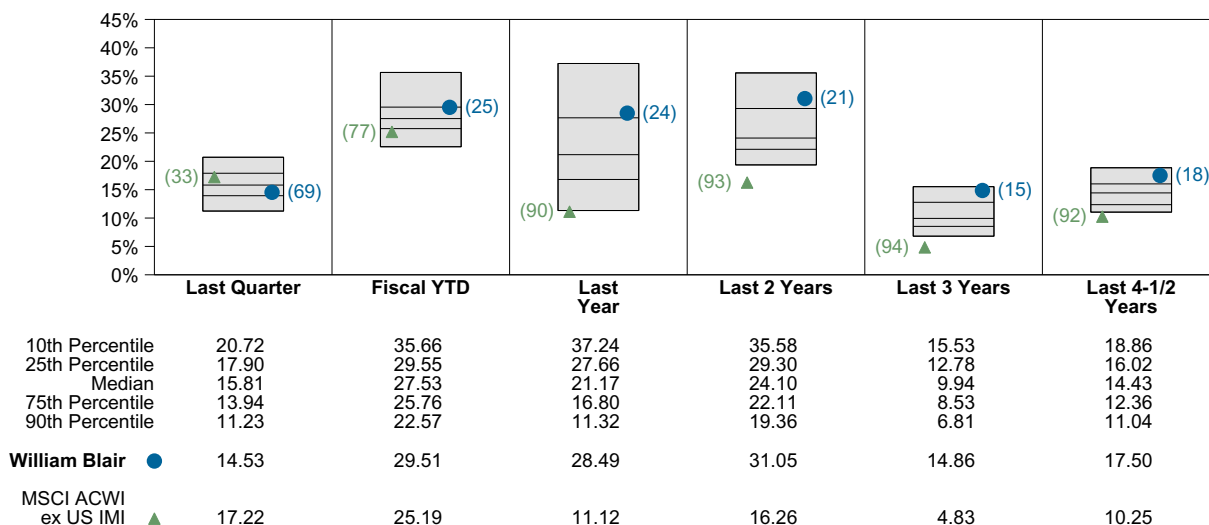 45%
40%
35%
30%
25%
20%
15%
10%
5%
0%
(33)
(69)
(77)
(25)
(90)
(24)
(93)
(21)
(94)
(15)
(92)
(18)
Last Quarter
Fiscal YTD
Last
Year
Last 2 Years
Last 3 Years
Last 4-1/2
Years
10th Percentile 20.72 35.66 37.24 35.58 15.53 18.86
25th Percentile 17.90 29.55 27.66 29.30 12.78 16.02
Median 15.81 27.53 21.17 24.10 9.94 14.43
75th Percentile 13.94 25.76 16.80 22.11 8.53 12.36
90th Percentile 11.23 22.57 11.32 19.36 6.81 11.04
William Blair 14.53 29.51 28.49 31.05 14.86 17.50
MSCI ACWI
ex US IMI 17.22 25.19 11.12 16.26 4.83 10.25